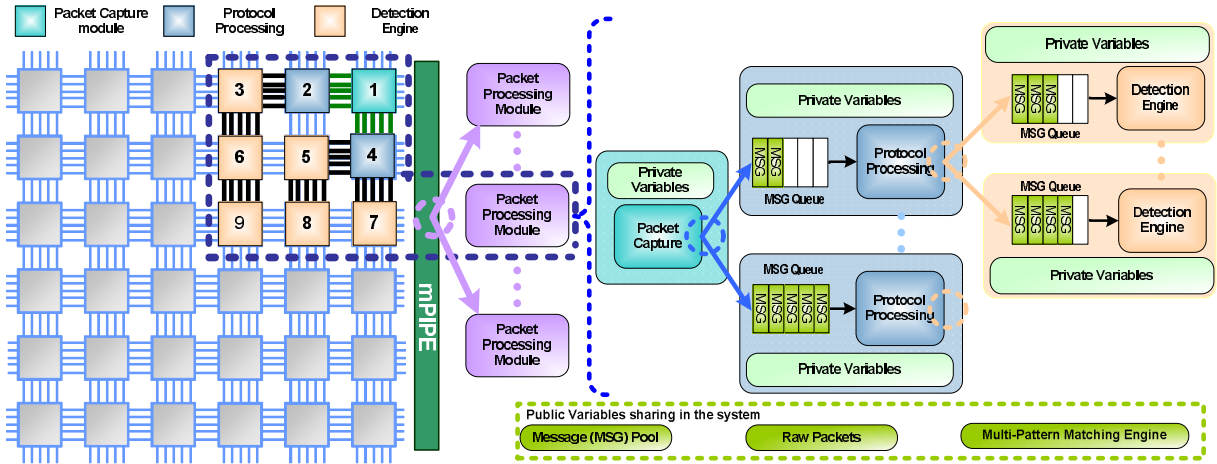 Packet Capture
module
Protocol
Processing
Detection
Engine
3
2
1
6
5
4
9
8
7
mPIPE
Packet
Processing
Module
Packet
Processing
Module
Packet
Processing
Module
Private
Variables
Packet
Capture
Private Variables
MSG
MSG
MSG Queue
Protocol
Processing
MSG Queue
MSG
MSG
MSG
MSG
MSG
Protocol
Processing
Private Variables
Private Variables
MSG
MSG
MSG
MSG Queue
Detection
Engine
MSG Queue
MSG
MSG
MSG
MSG
Detection
Engine
Private Variables
Public Variables sharing in the system
Message (MSG) Pool
Raw Packets
Multi-Pattern Matching Engine